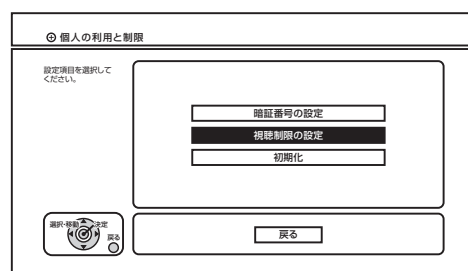 個人の利用と制限
設定項目を選択して
ください。
暗証番号の設定
視聴制限の設定
初期化
選択・移動
決定
戻る
戻る